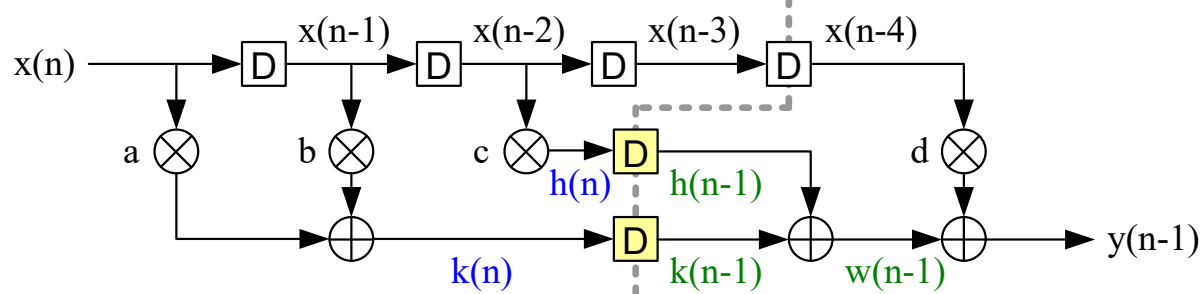 x(n-1) x(n-2) x(n-3) x(n-4)
x(n) D D D D
a b c D d
h(n) h(n-1)
D y(n-1)
k(n) k(n-1) w(n-1)